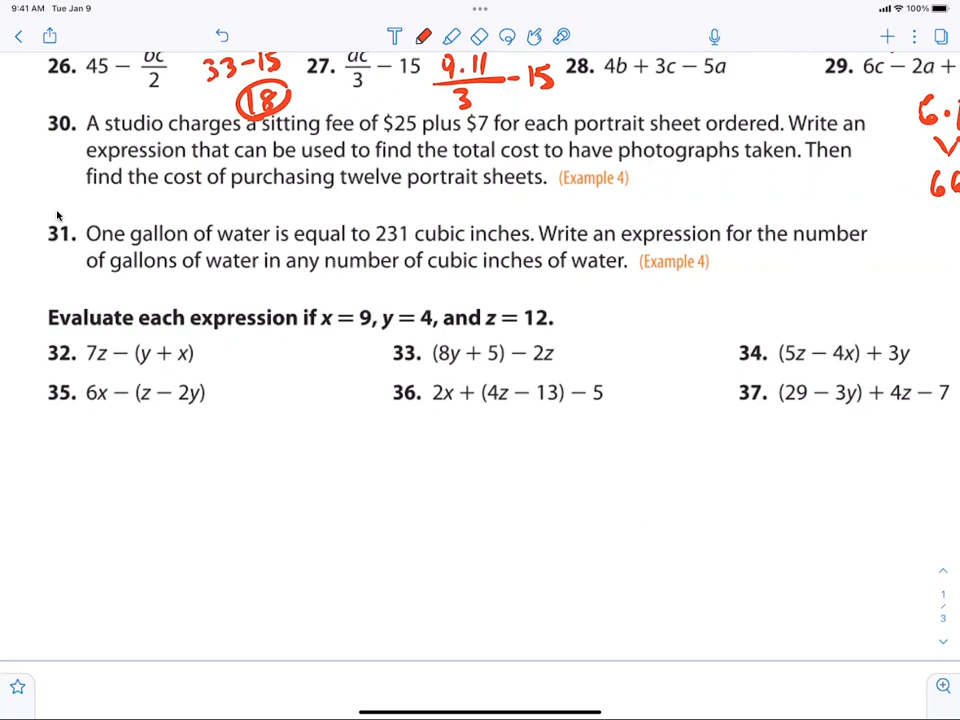 9:41 AM Tue Jan 9
100%
26. 45 − bc/2
33-15
18
27. ac/3 − 15
9.11/3 -15
28. 4b + 3c − 5a
29. 6c − 2a +
30. A studio charges a sitting fee of $25 plus $7 for each portrait sheet ordered. Write an
expression that can be used to find the total cost to have photographs taken. Then
find the cost of purchasing twelve portrait sheets. (Example 4)
6.
66
31. One gallon of water is equal to 231 cubic inches. Write an expression for the number
of gallons of water in any number of cubic inches of water. (Example 4)
Evaluate each expression if x = 9, y = 4, and z = 12.
32. 7z − (y + x)
33. (8y + 5) − 2z
34. (5z − 4x) + 3y
35. 6x − (z − 2y)
36. 2x + (4z − 13) − 5
37. (29 − 3y) + 4z − 7
1
/
3